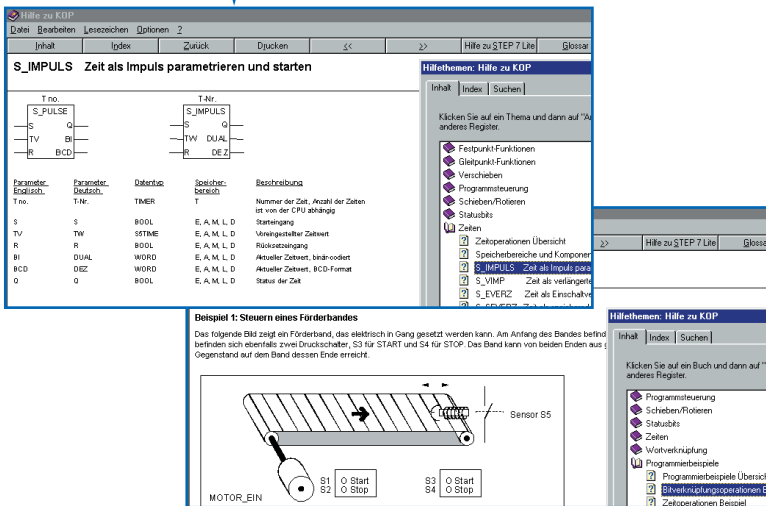 Hilfe zu KOP
Datei Bearbeiten Lesezeichen Optionen ?
Inhalt Index Zurück Drucken << >> Hilfe zu STEP 7 Lite Glossar
S_IMPULS Zeit als Impuls parametrieren und starten
T no.
S_PULSE
S Q
TV BI
R BCD
T-Nr.
S_IMPULS
S Q
TW DUAL
R DEZ
Parameter Englisch Parameter Deutsch Datentyp Speicherbereich Beschreibung
T no. T-Nr. TIMER T Nummer der Zeit, Anzahl der Zeiten
ist von der CPU abhängig
S S BOOL E, A, M, L, D Starteingang
TV TW S5TIME E, A, M, L, D Voreingestellter Zeitwert
R R BOOL E, A, M, L, D Rücksetzeingang
BI DUAL WORD E, A, M, L, D Aktueller Zeitwert, binär-codiert
BCD DEZ WORD E, A, M, L, D Aktueller Zeitwert, BCD-Format
Q Q BOOL E, A, M, L, D Status der Zeit
Hilfethemen: Hilfe zu KOP
Inhalt Index Suchen
Klicken Sie auf ein Thema und dann auf "A
anderes Register.
Festpunkt-Funktionen
Gleitpunkt-Funktionen
Verschieben
Programmsteuerung
Schieben/Rotieren
Statusbits
Zeiten
Zeitoperationen Übersicht
Speicherbereiche und Komponen
S_IMPULS Zeit als Impuls para
S_VIMP Zeit als verlängerte
S_EVERZ Zeit als Einschaltve
>> Hilfe zu STEP 7 Lite Glossa
Beispiel 1: Steuern eines Förderbandes
Das folgende Bild zeigt ein Förderband, das elektrisch in Gang gesetzt werden kann. Am Anfang des Bandes befind
befinden sich ebenfalls zwei Druckschalter, S3 für START und S4 für STOP. Das Band kann von beiden Enden aus g
Gegenstand auf dem Band dessen Ende erreicht.
Sensor S5
S1 O Start
S2 O Stop
S3 O Start
S4 O Stop
MOTOR_EIN
Hilfethemen: Hilfe zu KOP
Inhalt Index Suchen
Klicken Sie auf ein Buch und dann auf "
anderes Register.
Programmsteuerung
Schieben/Rotieren
Statusbits
Zeiten
Wortverknüpfung
Programmierbeispiele
Programmierbeispiele Übersich
Bitverknüpfungsoperationen B
Zeitoperationen Beispiel